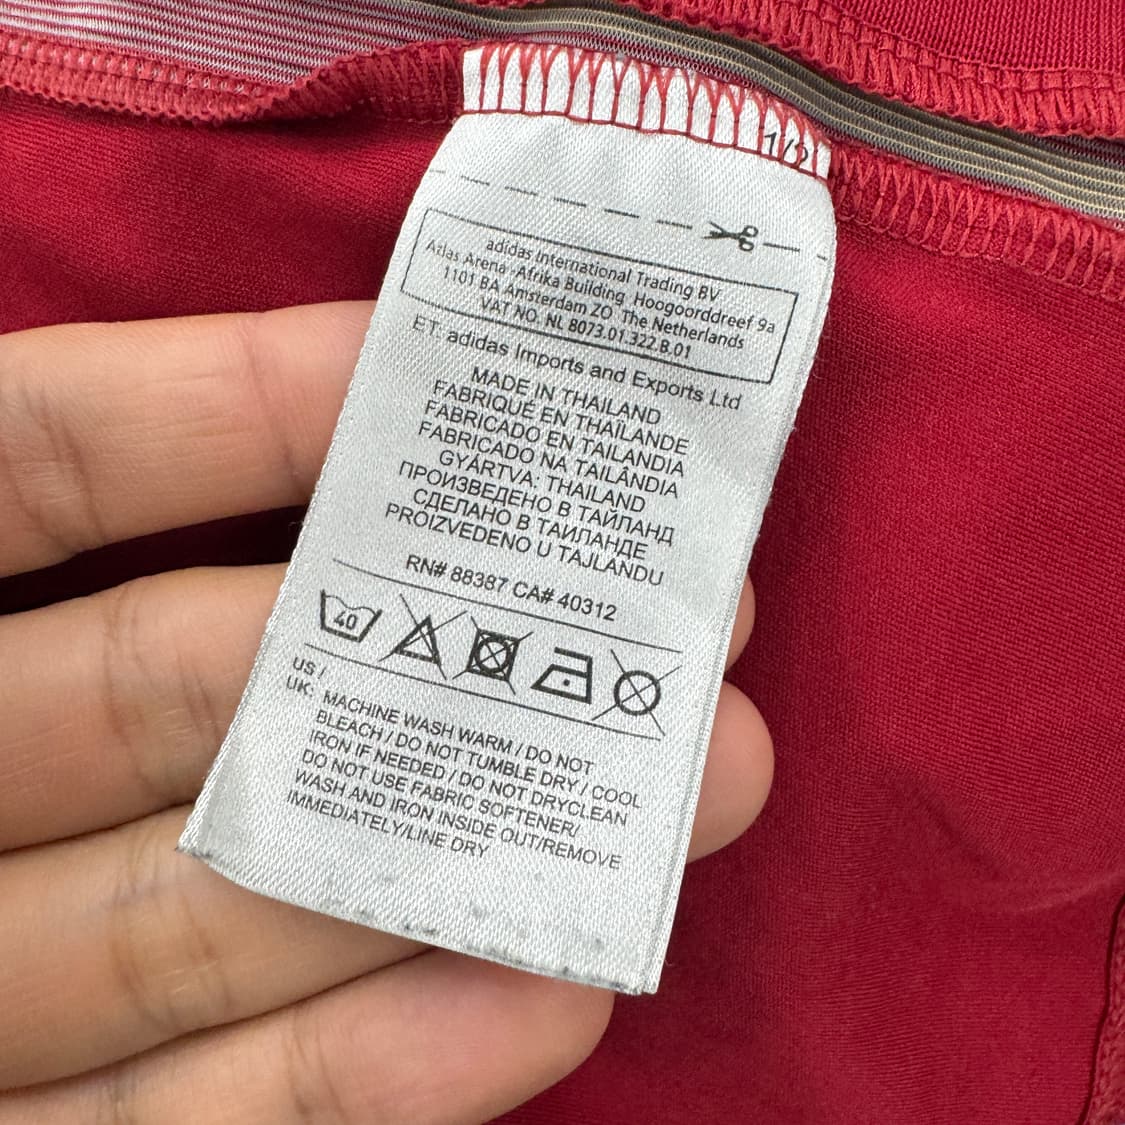 1/2
adidas International Trading BV
Atlas Arena-Afrika Building Hoogoorddreef 9a
1101 BA Amsterdam ZO The Netherlands
VAT NO. NL 8073.01.322.B.01
ET. adidas Imports and Exports Ltd
MADE IN THAILAND
FABRIQUÉ EN THAÏLANDE
FABRICADO EN TAILANDIA
FABRICADO NA TAILÂNDIA
GYÁRTVA: THAILAND
ПРОИЗВЕДЕНО В ТАЙЛАНД
СДЕЛАНО В ТАИЛАНДЕ
PROIZVEDENO U TAJLANDU
RN# 88387 CA# 40312
40
US /
UK: MACHINE WASH WARM / DO NOT
BLEACH / DO NOT TUMBLE DRY / COOL
IRON IF NEEDED / DO NOT DRYCLEAN
DO NOT USE FABRIC SOFTENER/
WASH AND IRON INSIDE OUT/REMOVE
IMMEDIATELY/LINE DRY